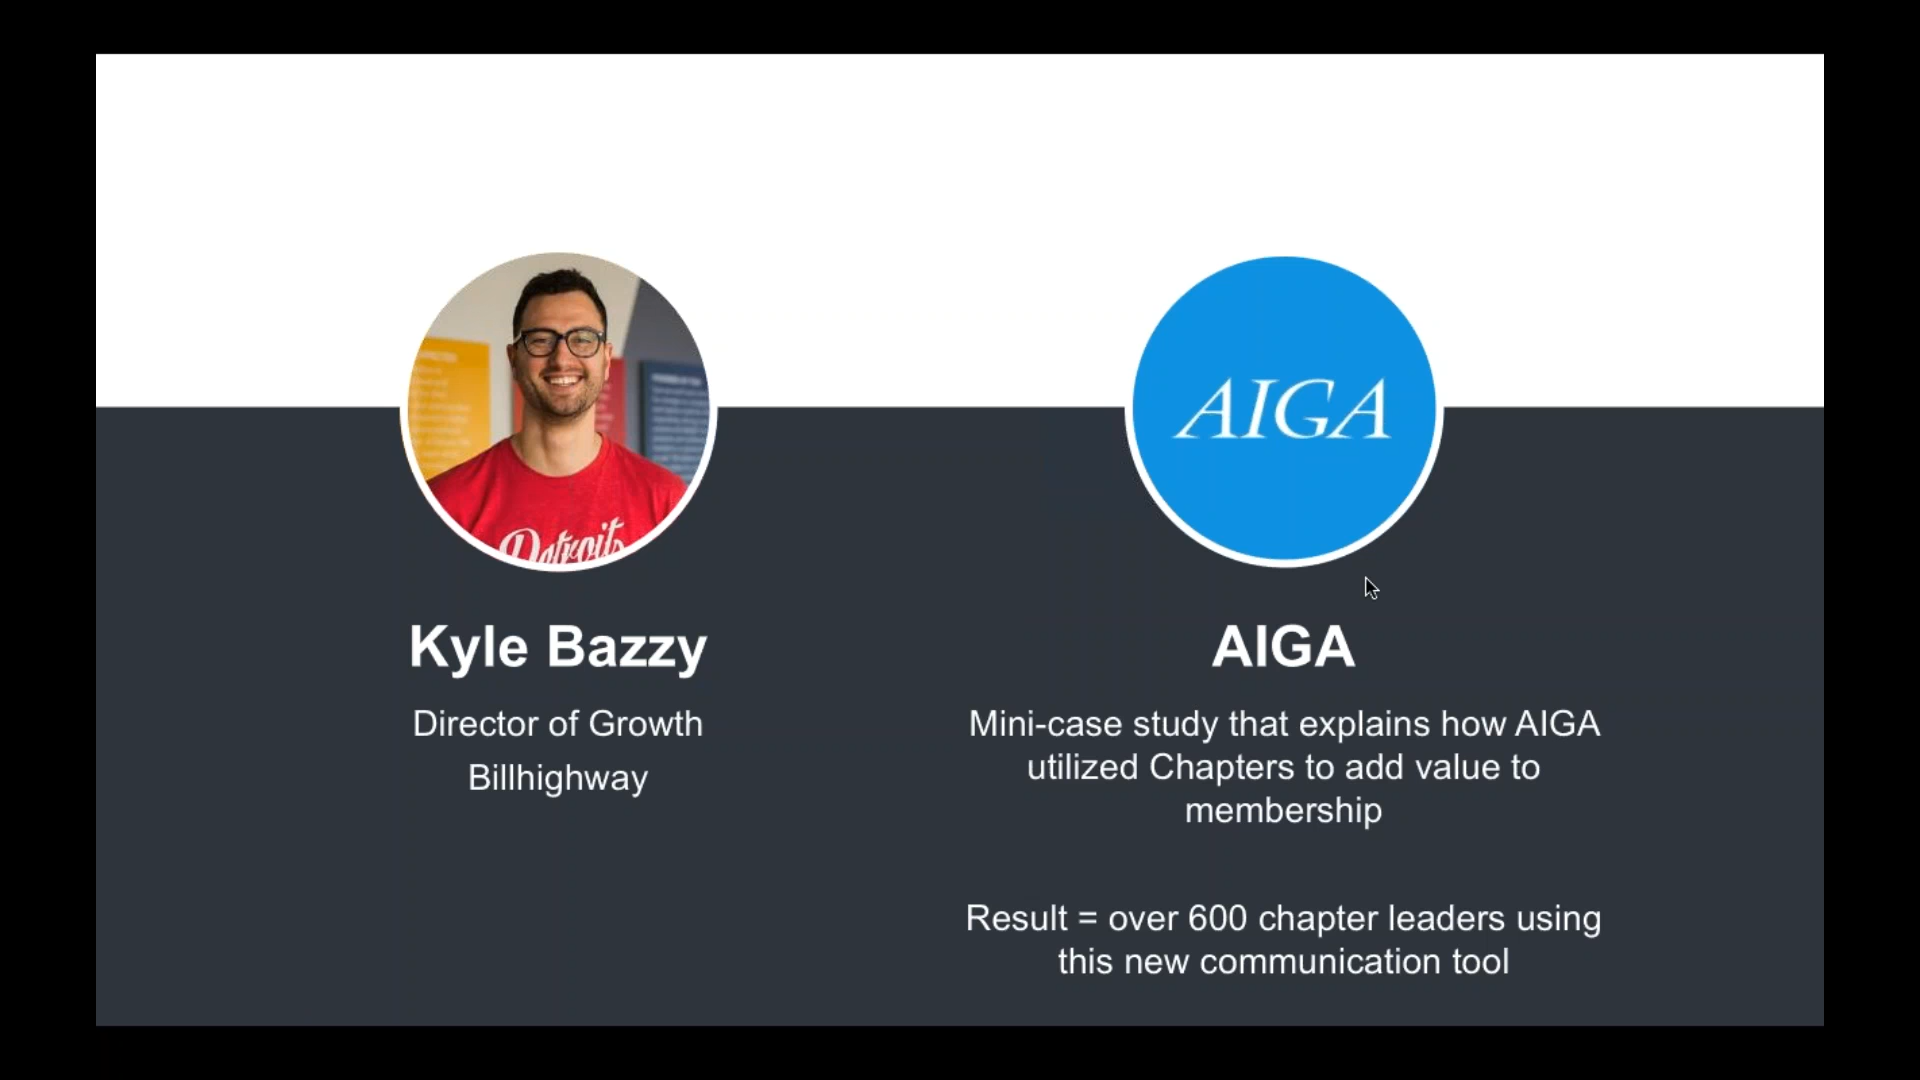 Detroit
AIGA
Kyle Bazzy
Director of Growth
Billhighway
AIGA
Mini-case study that explains how AIGA
utilized Chapters to add value to
membership
Result = over 600 chapter leaders using
this new communication tool